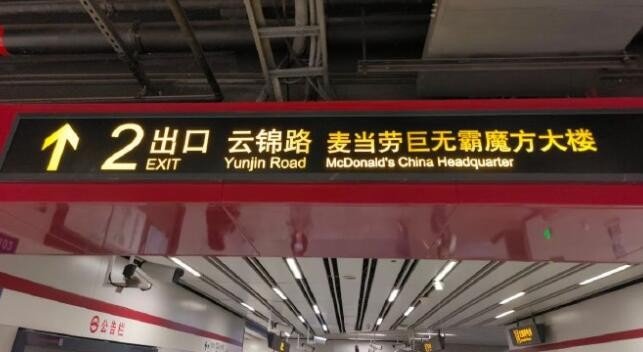 2 出口 云锦路 麦当劳巨无霸魔方大楼
EXIT Yunjin Road McDonald's China Headquarter
103
公告栏